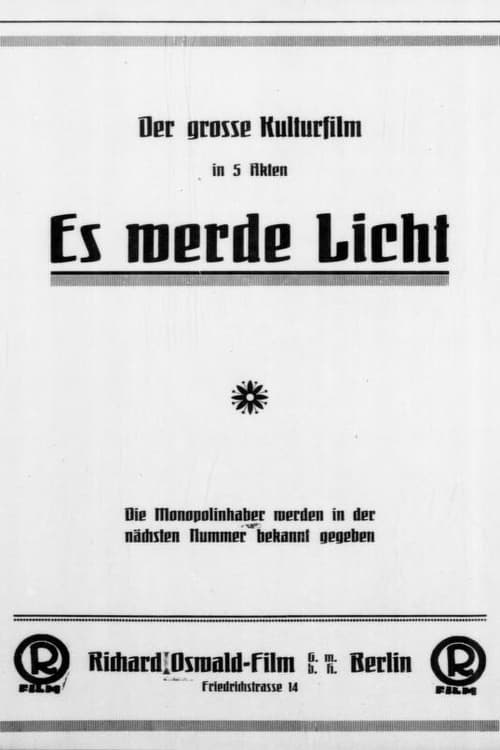 Der grosse Kulturfilm
in 5 Akten
Es werde Licht
Die Monopolinhaber werden in der
nächsten Nummer bekannt gegeben
R FILM
Richard Oswald-Film G. m. b. H. Berlin
R FILM
Friedrichstrasse 14